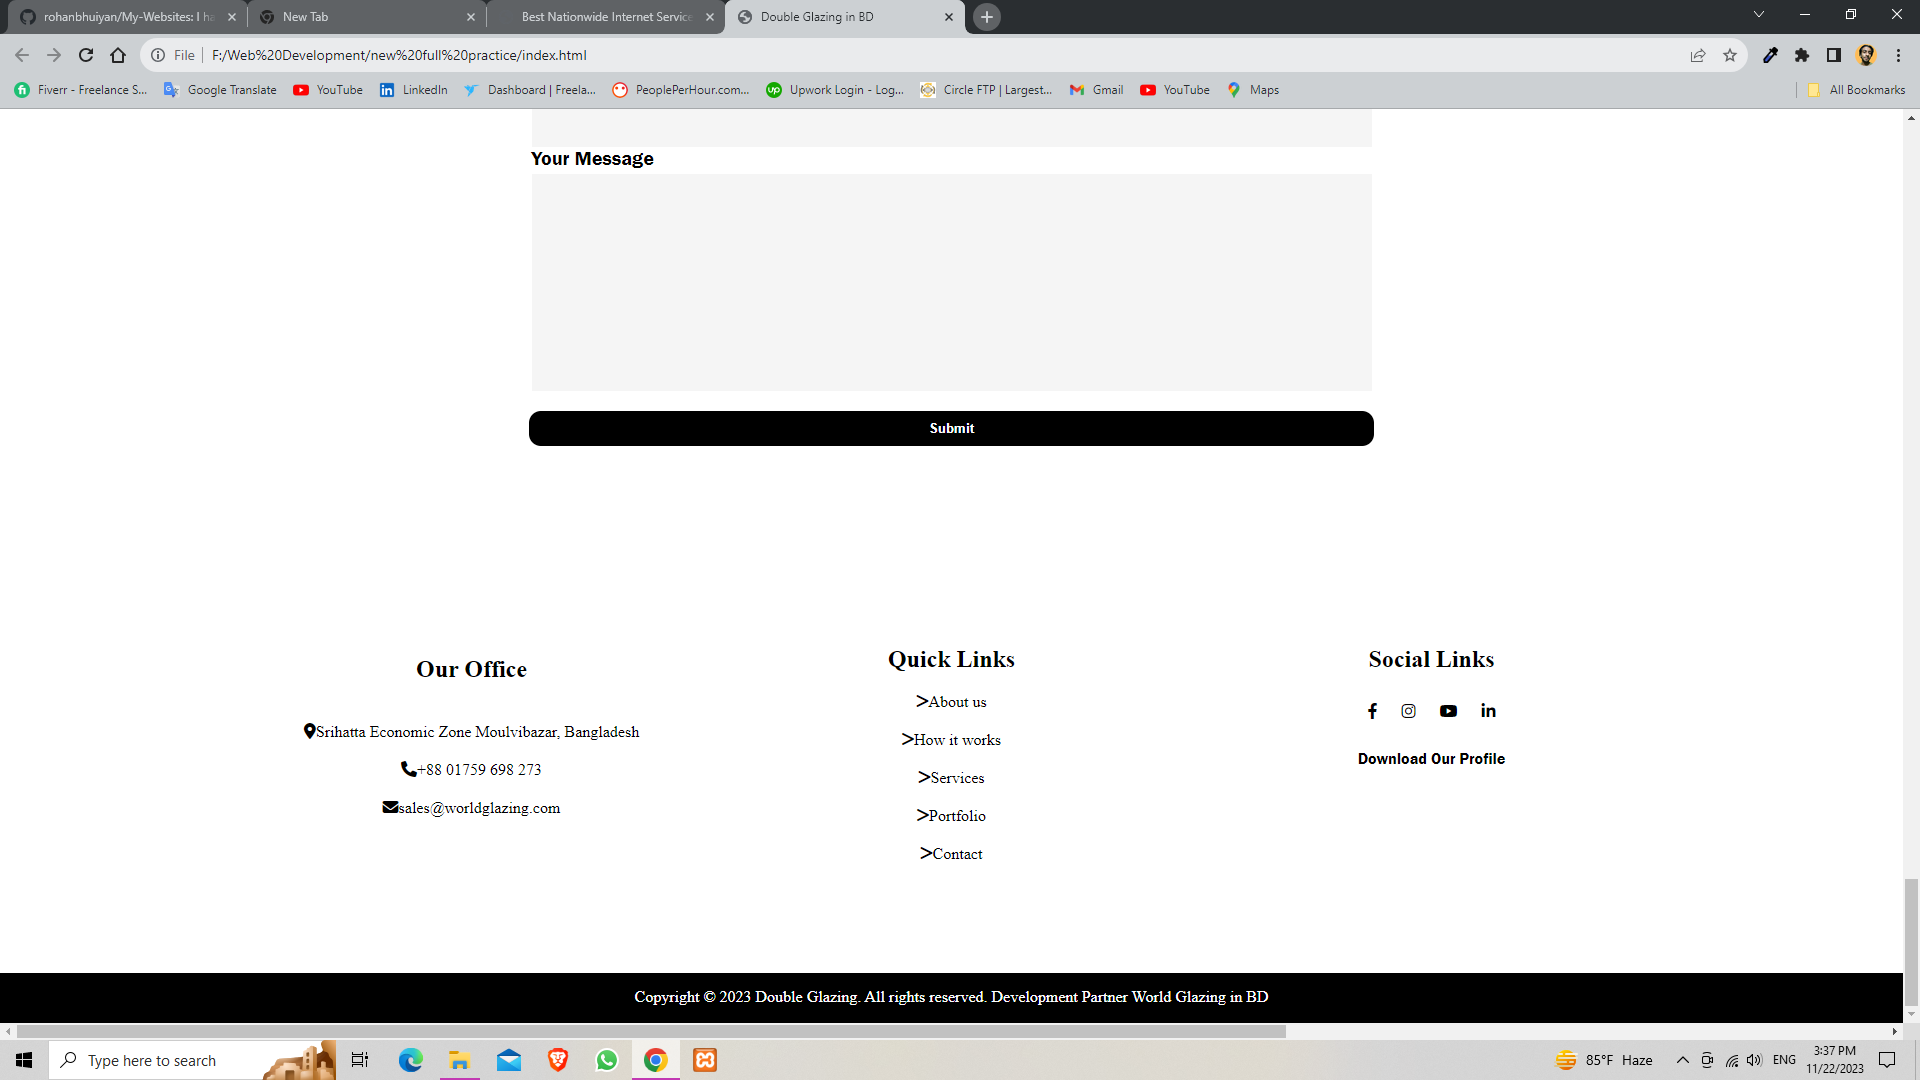 rohanbhuiyan/My-Websites: I ha
New Tab
Best Nationwide Internet Service
Double Glazing in BD
File
F:/Web%20Development/new%20full%20practice/index.html
Fiverr - Freelance S...
Google Translate
YouTube
LinkedIn
Dashboard | Freela...
PeoplePerHour.com...
Upwork Login - Log...
Circle FTP | Largest...
Gmail
YouTube
Maps
All Bookmarks
Your Message
Submit
Our Office
Srihatta Economic Zone Moulvibazar, Bangladesh
+88 01759 698 273
sales@worldglazing.com
Quick Links
>About us
>How it works
>Services
>Portfolio
>Contact
Social Links
Download Our Profile
Copyright © 2023 Double Glazing. All rights reserved. Development Partner World Glazing in BD
Type here to search
85°F Haze
ENG
3:37 PM
11/22/2023